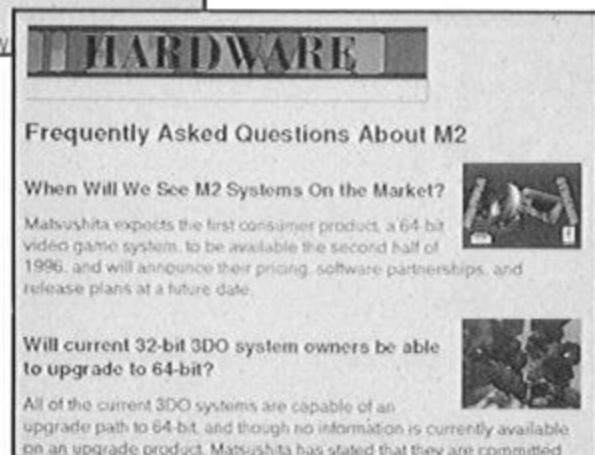 y
HARDWARE
Frequently Asked Questions About M2
When Will We See M2 Systems On the Market?
Matsushita expects the first consumer product, a 64-bit
video game system, to be available the second half of
1996, and will announce their pricing, software partnerships, and
release plans at a future date.
Will current 32-bit 3DO system owners be able
to upgrade to 64-bit?
All of the current 3DO systems are capable of an
upgrade path to 64-bit, and though no information is currently available
on an upgrade product, Matsushita has stated that they are committed